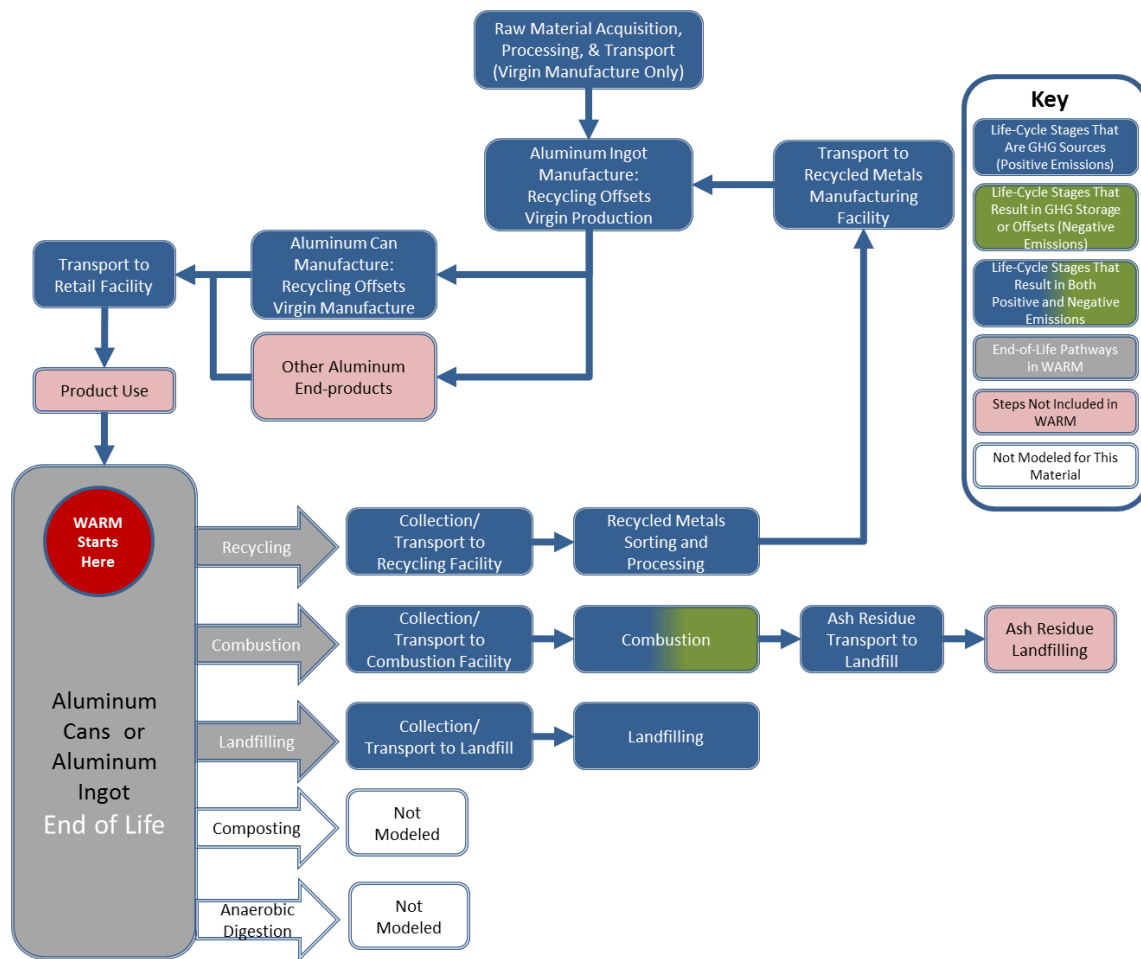 Raw Material Acquisition,
Processing, & Transport
(Virgin Manufacture Only)
Aluminum Ingot
Manufacture:
Recycling Offsets
Virgin Production
Transport to
Recycled Metals
Manufacturing
Facility
Transport to
Retail Facility
Aluminum Can
Manufacture:
Recycling Offsets
Virgin Manufacture
Other Aluminum
End-products
Product Use
Key
Life-Cycle Stages That
Are GHG Sources
(Positive Emissions)
Life-Cycle Stages That
Result in GHG Storage
or Offsets (Negative
Emissions)
Life-Cycle Stages That
Result in Both
Positive and Negative
Emissions
End-of-Life Pathways
in WARM
Steps Not Included in
WARM
Not Modeled for This
Material
WARM
Starts
Here
Aluminum
Cans or
Aluminum
Ingot
End of Life
Recycling
Collection/
Transport to
Recycling Facility
Recycled Metals
Sorting and
Processing
Combustion
Collection/
Transport to
Combustion Facility
Combustion
Ash Residue
Transport to
Landfill
Ash Residue
Landfilling
Landfilling
Collection/
Transport to Landfill
Landfilling
Composting
Not
Modeled
Anaerobic
Digestion
Not
Modeled